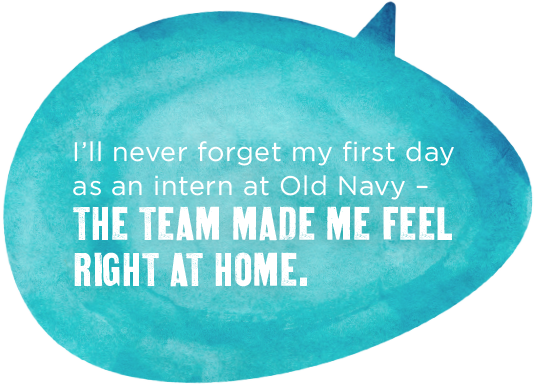 I’ll never forget my first day
as an intern at Old Navy –
THE TEAM MADE ME FEEL
RIGHT AT HOME.